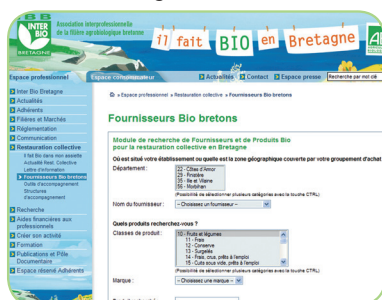 IBB
INTER BIO
BRETAGNE
Association Interprofessionnelle
de la filière agrobiologique bretonne
il fait BIO en Bretagne
AB
Espace professionnel
Espace consommateur
Actualités
Contact
Espace presse
Recherche par mot clé
Inter Bio Bretagne
Actualités
Adhérents
Filières et Marchés
Réglementation
Communication
Restauration collective
Il fait Bio dans mon assiette
Actualité Rest. Collective
Lettre d'information
Fournisseurs Bio bretons
Outils d'accompagnement
Structures
d'accompagnement
Recherche
Aides financières aux
professionnels
Créer son activité
Formation
Publications et Pôle
Documentaire
Espace réservé Adhérents
» Espace professionnel » Restauration collective » Fournisseurs Bio bretons
Fournisseurs Bio bretons
Module de recherche de Fournisseurs et de Produits Bio
pour la restauration collective en Bretagne
Où est situé votre établissement ou quelle est la zone géographique couverte par votre groupement d'achat
Département :
22 - Côtes d'Armor
29 - Finistère
35 - Ille et Vilaine
56 - Morbihan
(Possibilité de sélectionner plusieurs catégories avec la touche CTRL)
Nom du fournisseur :
-- Choisissez un fournisseur --
Quels produits recherchez-vous ?
Classes de produit :
10 - Fruits et légumes
11 - Frais
12 - Conserve
13 - Surgelés
14 - Frais, crus, prêts à l'emploi
15 - Cuits sous vide, prêts à l'emploi
(Possibilité de sélectionner plusieurs catégories avec la touche CTRL)
Marque :
-- Choisissez une marque --